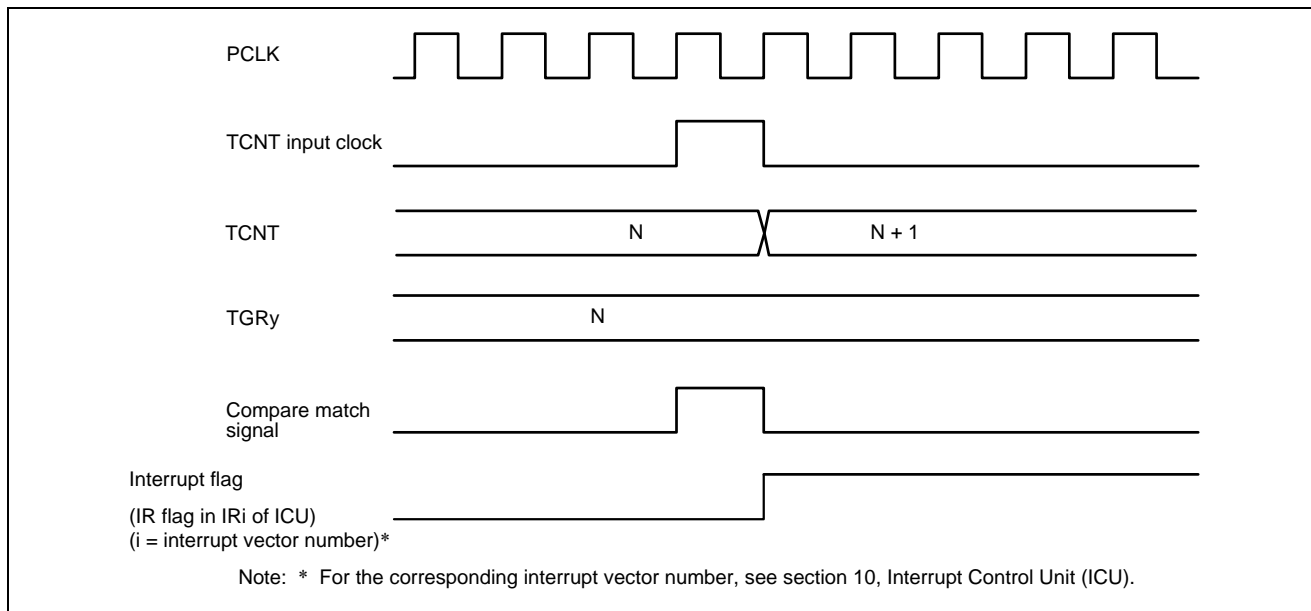 PCLK
TCNT input clock
TCNT
N
N + 1
TGRy
N
Compare match
signal
Interrupt flag
(IR flag in IRi of ICU)
(i = interrupt vector number)*
Note: * For the corresponding interrupt vector number, see section 10, Interrupt Control Unit (ICU).